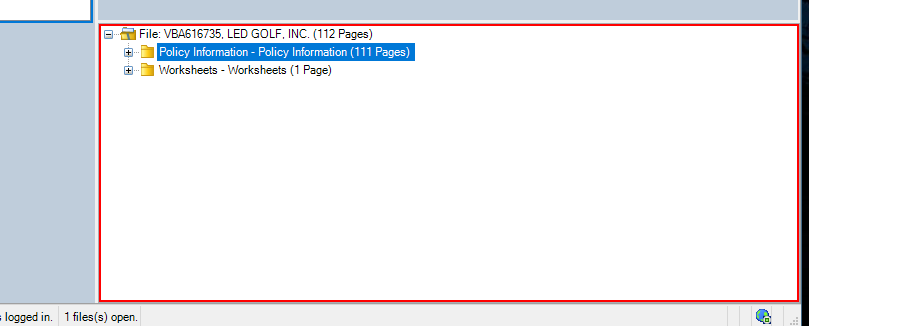 File: VBA616735, LED GOLF, INC. (112 Pages)
Policy Information - Policy Information (111 Pages)
Worksheets - Worksheets (1 Page)
logged in. 1 files(s) open.